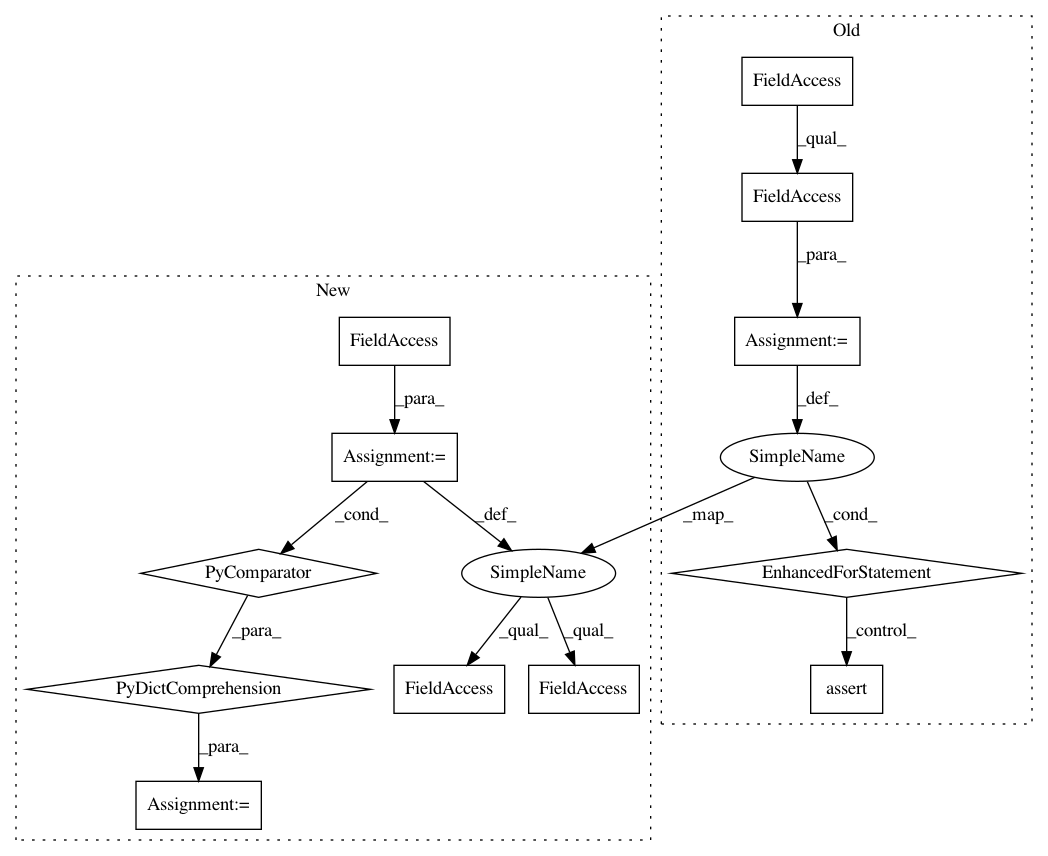 Old
FieldAccess
_qual_
FieldAccess
_para_
New
FieldAccess
Assignment:=
_para_
_def_
Assignment:=
SimpleName
_cond_
_def_
_map_
_cond_
PyComparator
SimpleName
EnhancedForStatement
_para_
_qual_
_qual_
_control_
PyDictComprehension
FieldAccess
FieldAccess
assert
_para_
Assignment:=